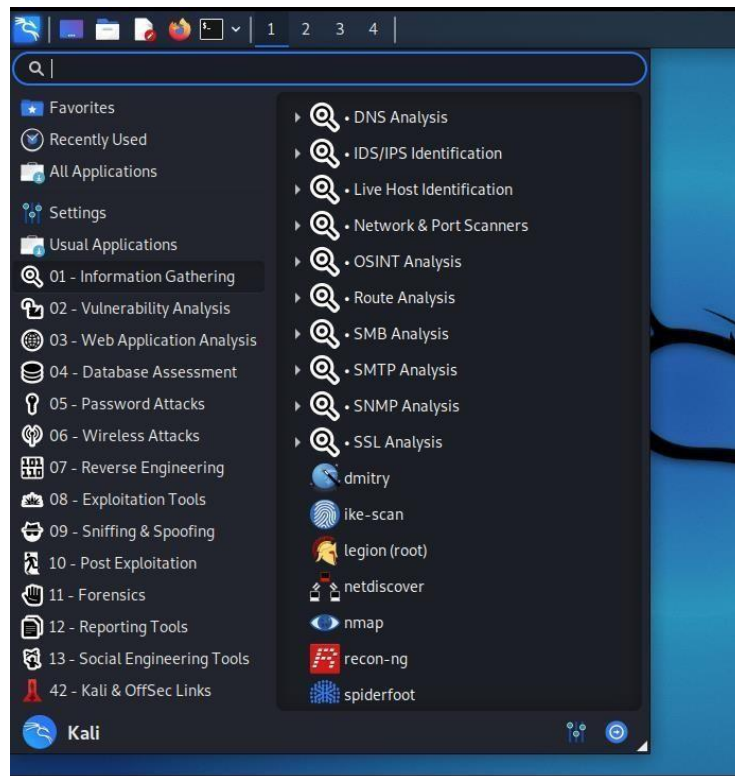 1 2 3 4
Favorites
Recently Used
All Applications
Settings
Usual Applications
01 - Information Gathering
02 - Vulnerability Analysis
03 - Web Application Analysis
04 - Database Assessment
05 - Password Attacks
06 - Wireless Attacks
07 - Reverse Engineering
08 - Exploitation Tools
09 - Sniffing & Spoofing
10 - Post Exploitation
11 - Forensics
12 - Reporting Tools
13 - Social Engineering Tools
42 - Kali & OffSec Links
• DNS Analysis
• IDS/IPS Identification
• Live Host Identification
• Network & Port Scanners
• OSINT Analysis
• Route Analysis
• SMB Analysis
• SMTP Analysis
• SNMP Analysis
• SSL Analysis
dmitry
ike-scan
legion (root)
netdiscover
nmap
recon-ng
spiderfoot
Kali